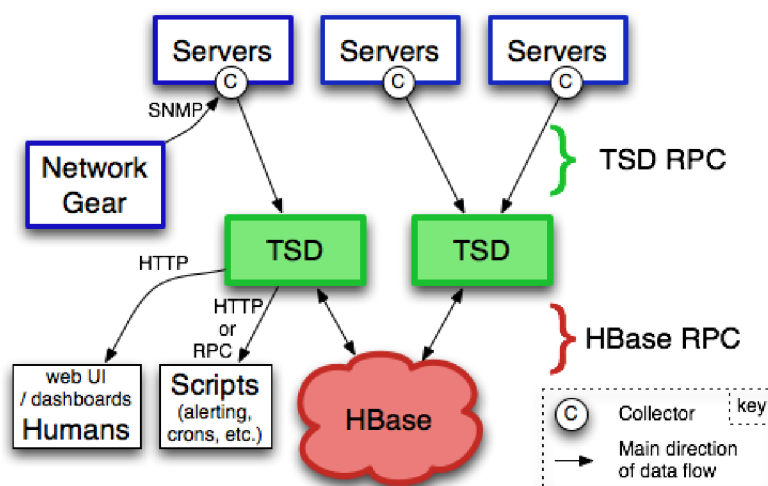 Servers
Servers
Servers
C
C
C
SNMP
Network
Gear
TSD RPC
TSD
TSD
HTTP
HTTP
or
RPC
HBase RPC
web UI
/ dashboards
Humans
Scripts
(alerting,
crons, etc.)
HBase
key
C
Collector
Main direction
of data flow